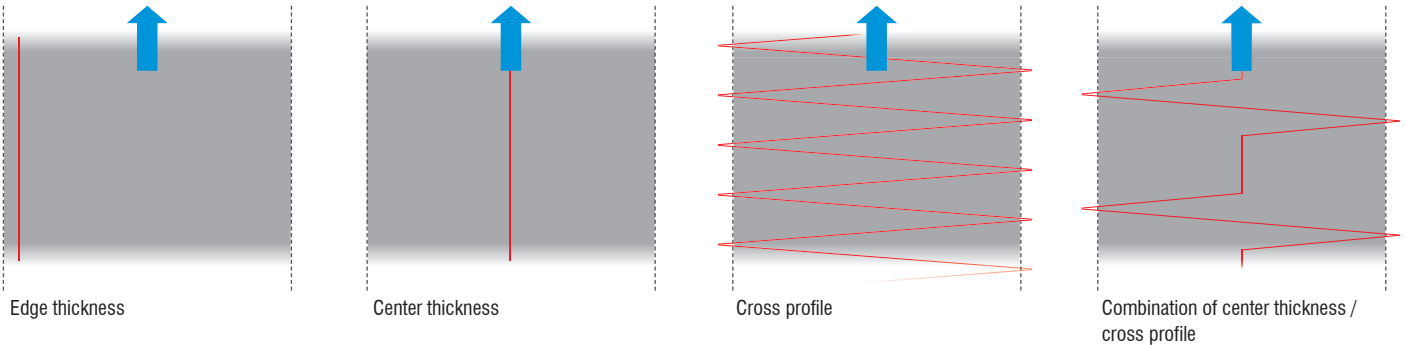 Edge thickness
Center thickness
Cross profile
Combination of center thickness /
cross profile